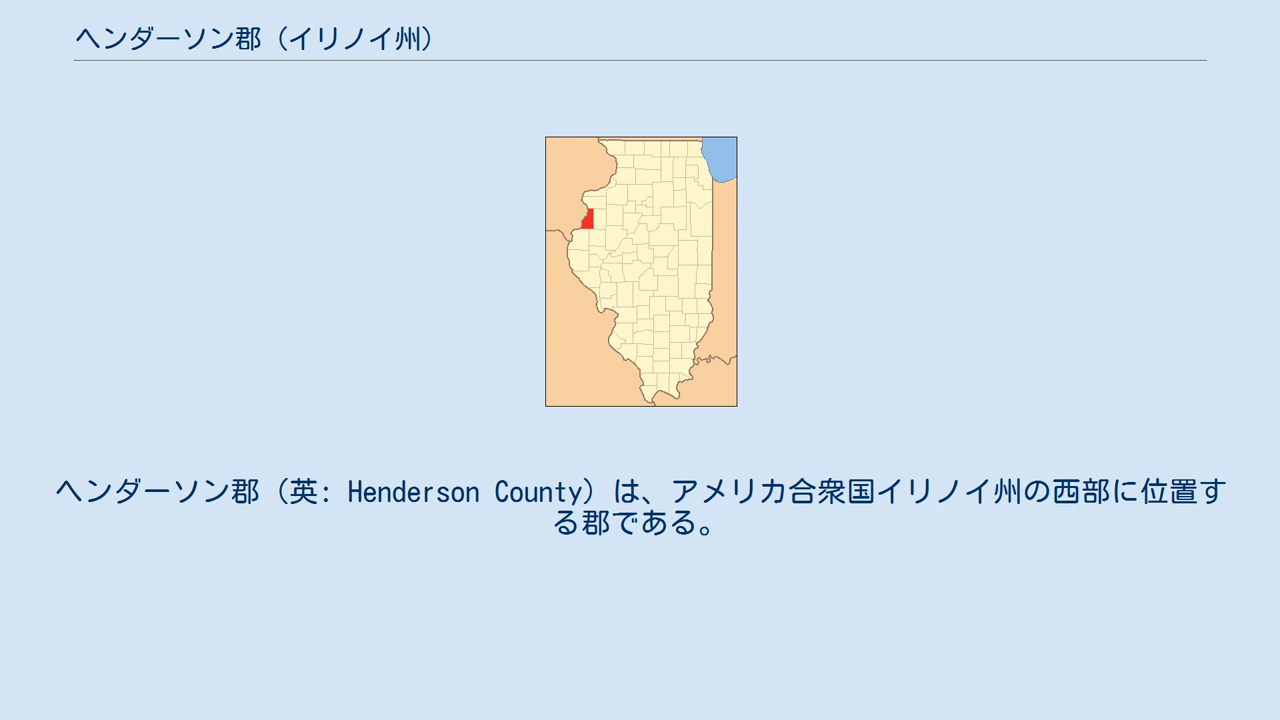 ヘンダーソン郡（イリノイ州）
ヘンダーソン郡（英: Henderson County）は、アメリカ合衆国イリノイ州の西部に位置す
る郡である。